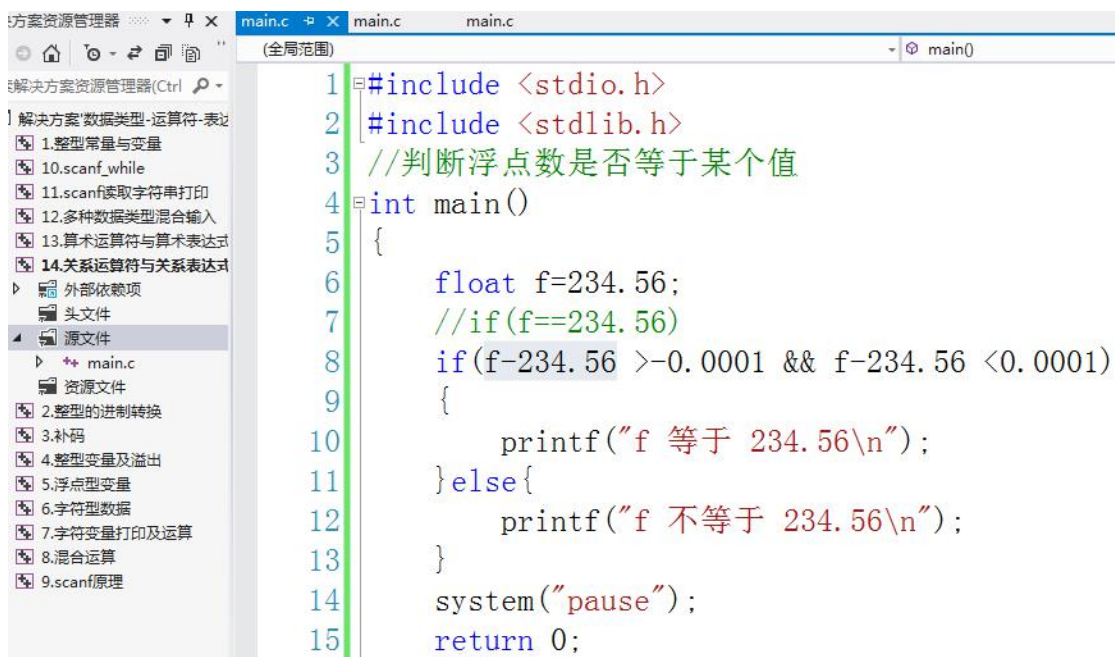 方案资源管理器
解决方案资源管理器(Ctrl
解决方案'数据类型-运算符-表达
1.整型常量与变量
10.scanf_while
11.scanf读取字符串打印
12.多种数据类型混合输入
13.算术运算符与算术表达式
14.关系运算符与关系表达式
外部依赖项
头文件
源文件
main.c
资源文件
2.整型的进制转换
3.补码
4.整型变量及溢出
5.浮点型变量
6.字符型数据
7.字符变量打印及运算
8.混合运算
9.scanf原理
main.c main.c main.c
(全局范围) main()
1 #include <stdio.h>
2 #include <stdlib.h>
3 //判断浮点数是否等于某个值
4 int main()
5 {
6 float f=234.56;
7 //if(f==234.56)
8 if(f-234.56 >-0.0001 && f-234.56 <0.0001)
9 {
10 printf("f 等于 234.56\n");
11 }else{
12 printf("f 不等于 234.56\n");
13 }
14 system("pause");
15 return 0;